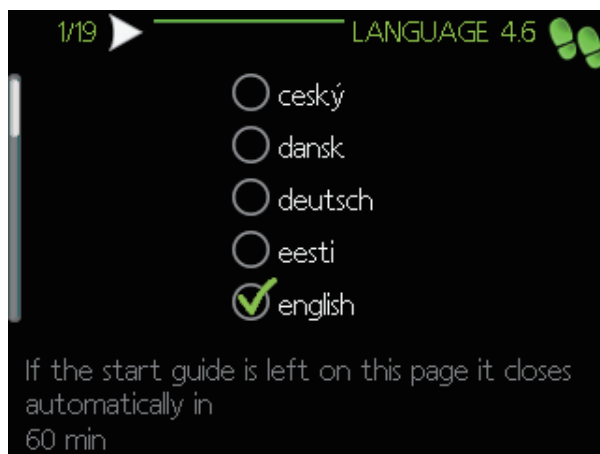 1/19 LANGUAGE 4.6
ceský
dansk
deutsch
eesti
english
If the start guide is left on this page it closes
automatically in
60 min